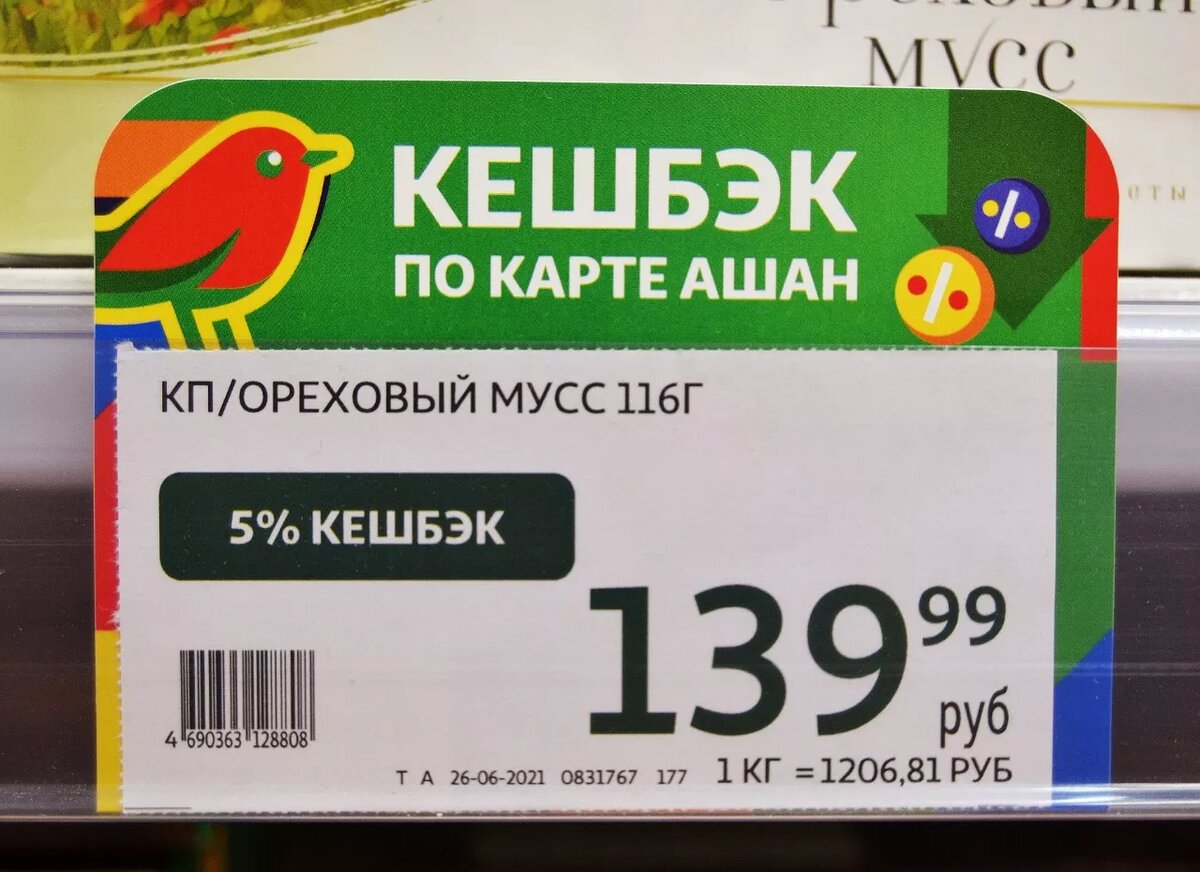 МУСС
КЕШБЭК
ПО КАРТЕ АШАН
КП/ОРЕХОВЫЙ МУСС 116Г
5% КЕШБЭК
139 99
руб
4 690363 128808
Т А 26-06-2021 0831767 177 1 КГ =1206,81 РУБ